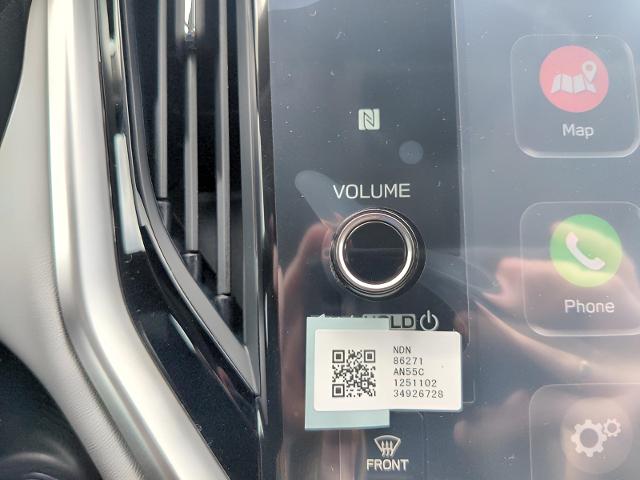 N
VOLUME
Map
Phone
HOLD
NDN
86271
AN55C
1251102
34926728
FRONT